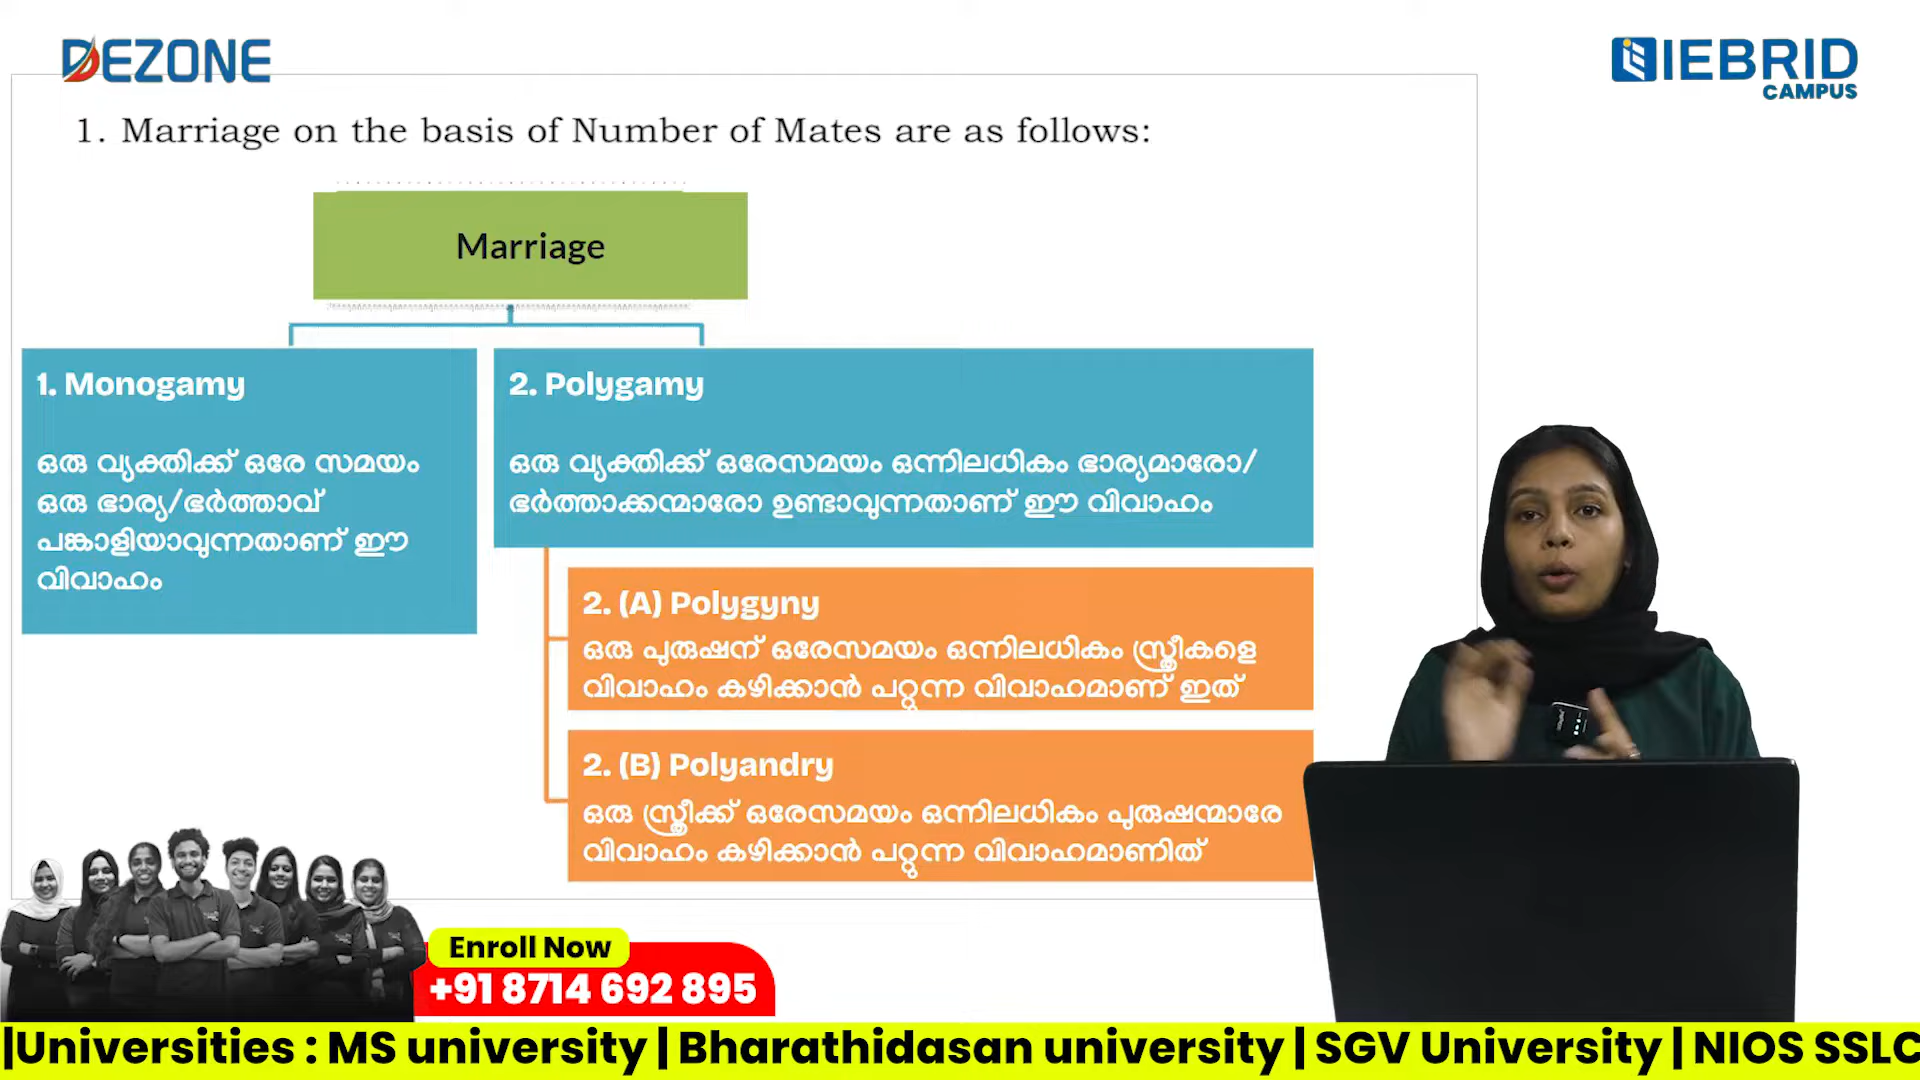 DEZONE
IEBRID
CAMPUS
1. Marriage on the basis of Number of Mates are as follows:
Marriage
1. Monogamy
ഒരു വ്യക്തിക്ക് ഒരേ സമയം
ഒരു ഭാര്യ/ഭർത്താവ്
പങ്കാളിയാവുന്നതാണ് ഈ
വിവാഹം
2. Polygamy
ഒരു വ്യക്തിക്ക് ഒരേസമയം ഒന്നിലധികം ഭാര്യമാരോ/
ഭർത്താക്കന്മാരോ ഉണ്ടാവുന്നതാണ് ഈ വിവാഹം
2. (A) Polygyny
ഒരു പുരുഷന് ഒരേസമയം ഒന്നിലധികം സ്ത്രീകളെ
വിവാഹം കഴിക്കാൻ പറ്റുന്ന വിവാഹമാണ് ഇത്
2. (B) Polyandry
ഒരു സ്ത്രീക്ക് ഒരേസമയം ഒന്നിലധികം പുരുഷന്മാരേ
വിവാഹം കഴിക്കാൻ പറ്റുന്ന വിവാഹമാണിത്
Enroll Now
+91 8714 692 895
|Universities : MS university | Bharathidasan university | SGV University | NIOS SSLC